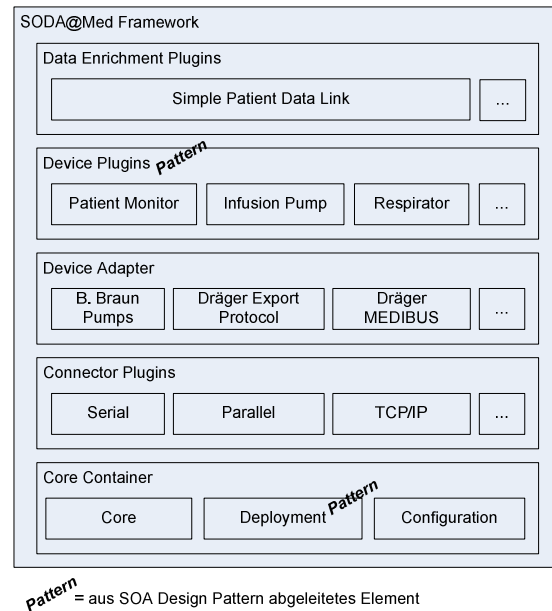 SODA@Med Framework
Data Enrichment Plugins
Simple Patient Data Link
...
Device Plugins Pattern
Patient Monitor
Infusion Pump
Respirator
...
Device Adapter
B. Braun
Pumps
Dräger Export
Protocol
Dräger
MEDIBUS
...
Connector Plugins
Serial
Parallel
TCP/IP
...
Core Container
Core
Deployment Pattern
Configuration
Pattern = aus SOA Design Pattern abgeleitetes Element